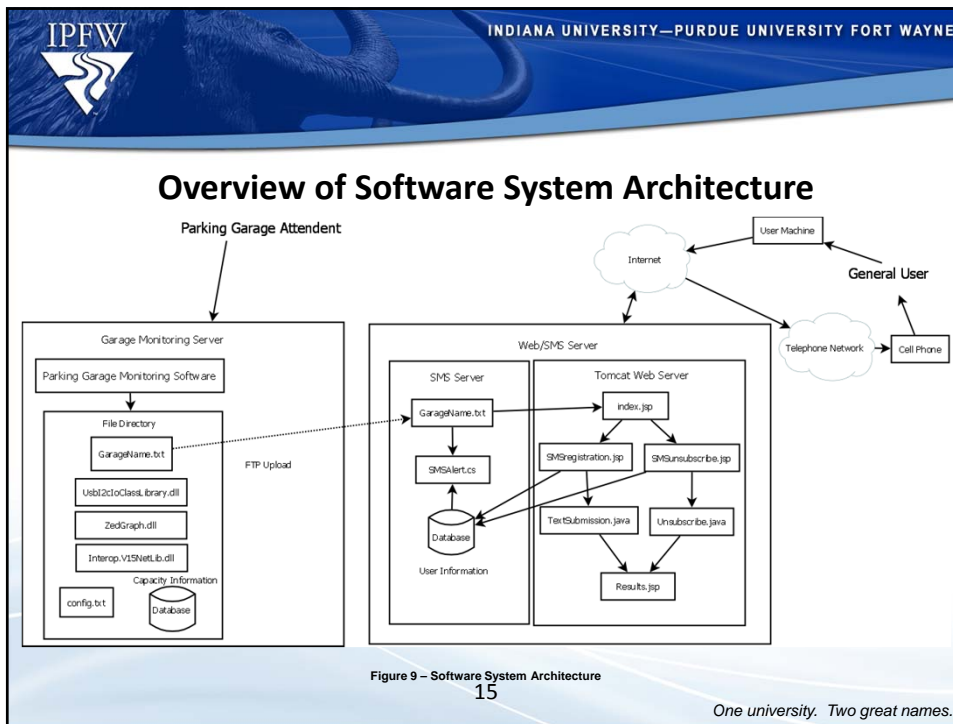 IPFW
INDIANA UNIVERSITY—PURDUE UNIVERSITY FORT WAYNE
Overview of Software System Architecture
Parking Garage Attendent
User Machine
Internet
General User
Telephone Network
Cell Phone
Garage Monitoring Server
Parking Garage Monitoring Software
File Directory
GarageName.txt
UsbI2cIoClassLibrary.dll
ZedGraph.dll
Interop.V15NetLib.dll
Capacity Information
config.txt
Database
FTP Upload
Web/SMS Server
SMS Server
GarageName.txt
SMSAlert.cs
Database
User Information
Tomcat Web Server
index.jsp
SMSregistration.jsp
SMSunsubscribe.jsp
TextSubmission.java
Unsubscribe.java
Results.jsp
Figure 9 – Software System Architecture
15
One university. Two great names.